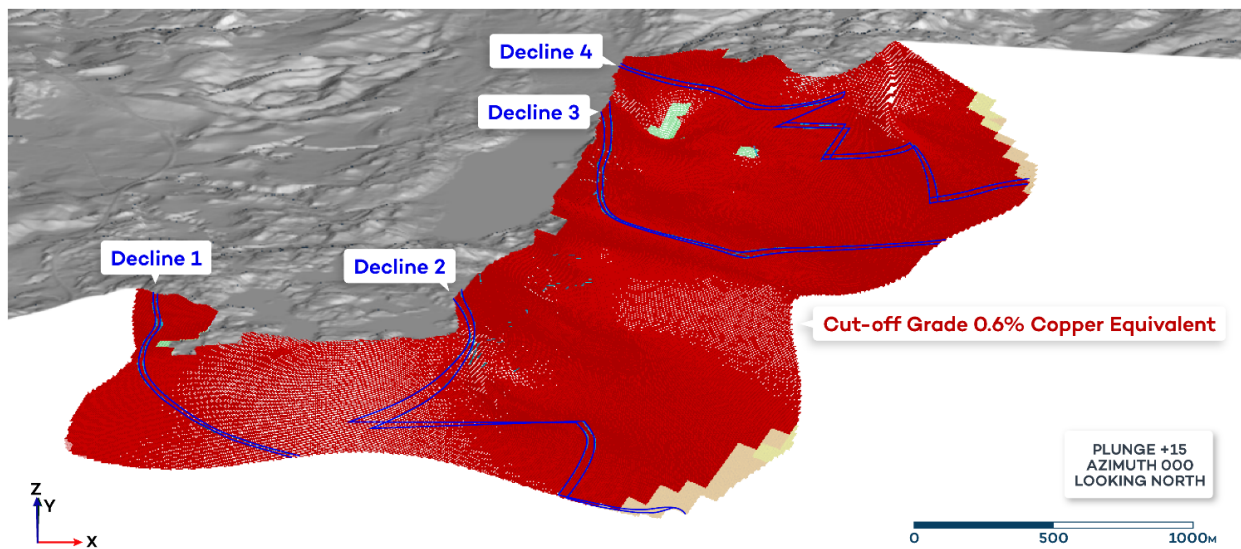 Decline 4
Decline 3
Decline 1
Decline 2
Cut-off Grade 0.6% Copper Equivalent
PLUNGE +15
AZIMUTH 000
LOOKING NORTH
Z
Y
X
0 500 1000M